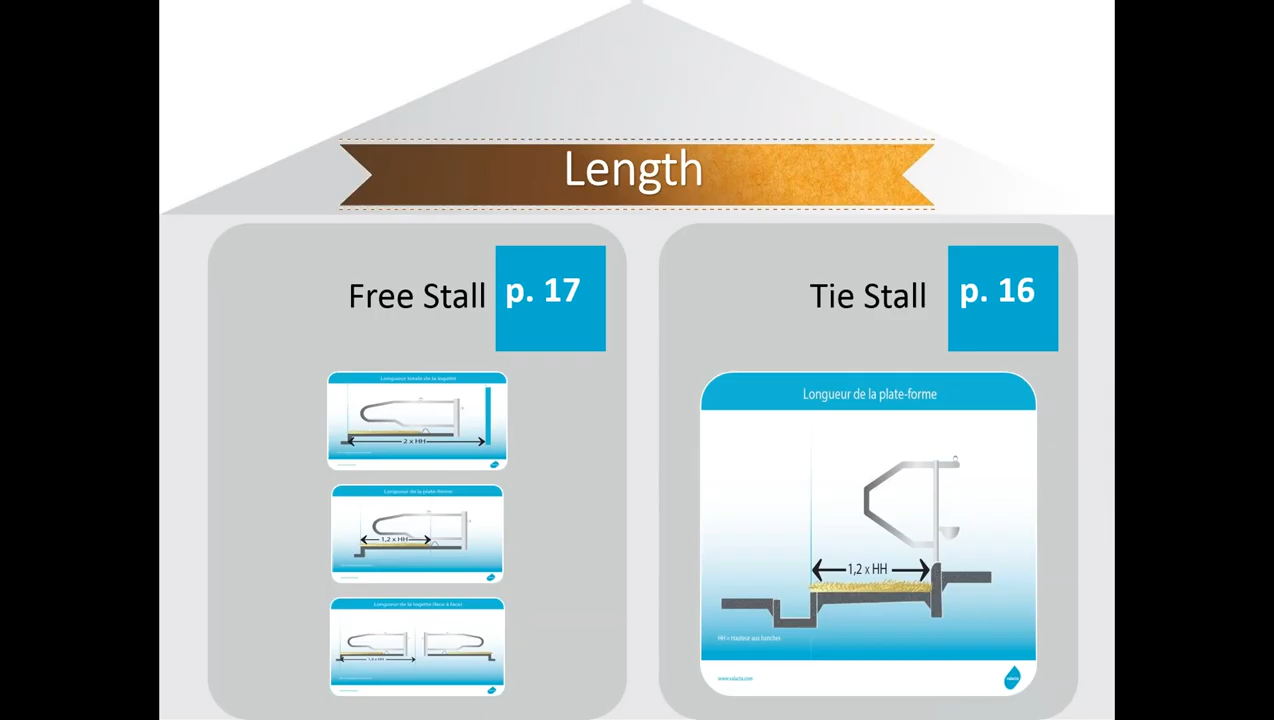 Length
Free Stall
p. 17
Tie Stall
p. 16
Longueur totale de la logette
2 x HH
Longueur de la plate-forme
1,2 x HH
Longueur de la logette (face à face)
1,8 x HH
Longueur de la plate-forme
1,2 x HH
HH = Hauteur aux hanches
www.valacta.com
valacta